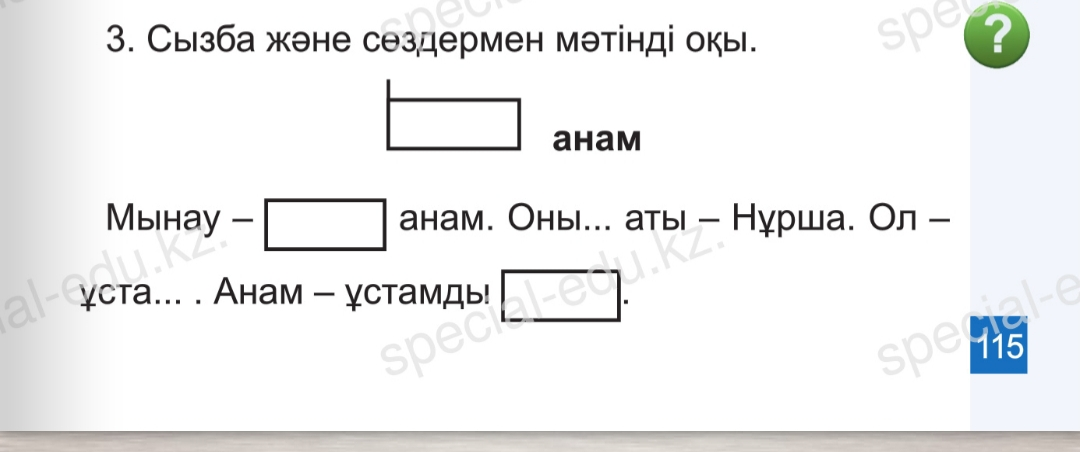 3. Сызба және сөздермен мәтінді оқы.
?
анам
Мынау – анам. Оны... аты – Нұрша. Ол –
ұста... . Анам – ұстамды .
115
special-edu.kz.